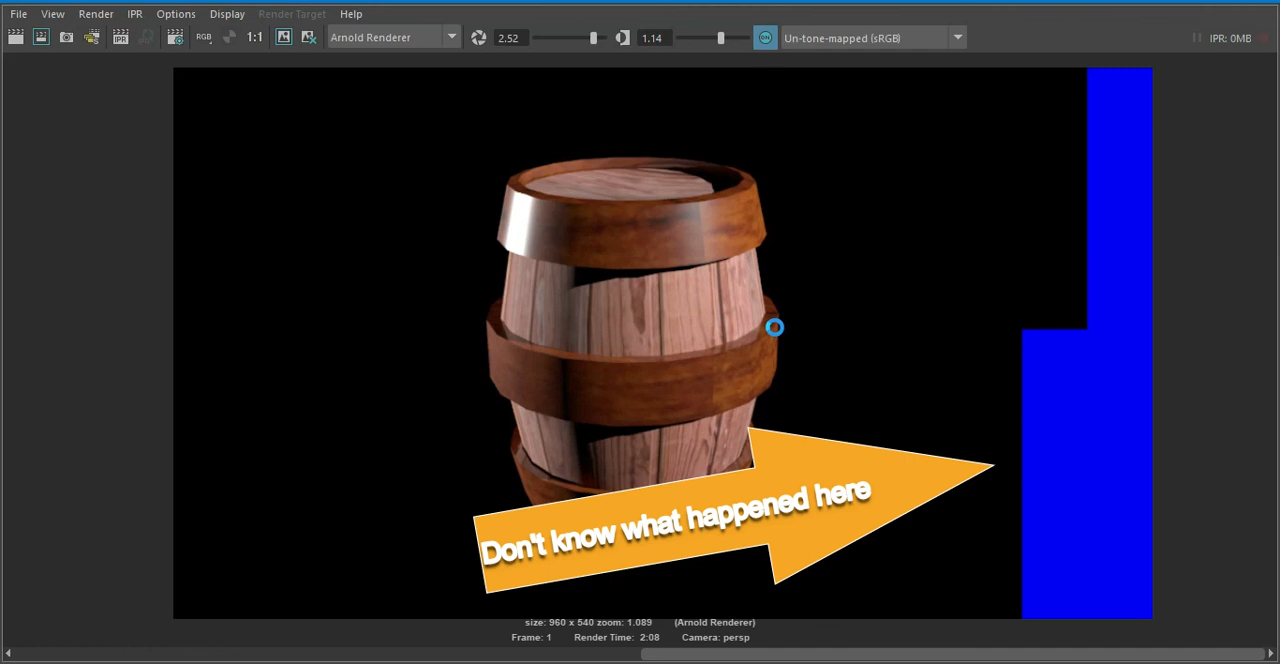 File View Render IPR Options Display Render Target Help
IPR RGB 1:1 Arnold Renderer 2.52 1.14 ON Un-tone-mapped (sRGB) IPR: 0MB
Don't know what happened here
size: 960 x 540 zoom: 1.089 (Arnold Renderer)
Frame: 1 Render Time: 2:08 Camera: persp